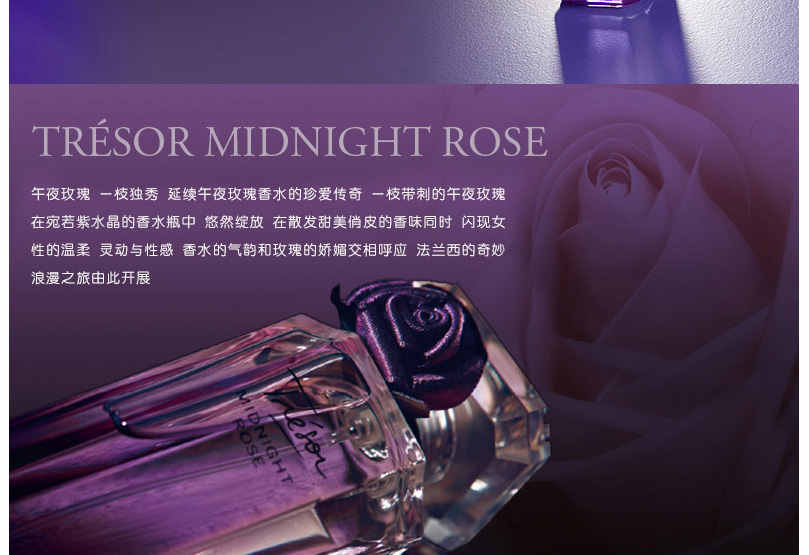 TRÉSOR MIDNIGHT ROSE
午夜玫瑰 一枝独秀 延续午夜玫瑰香水的珍爱传奇 一枝带刺的午夜玫瑰
在宛若紫水晶的香水瓶中 悠然绽放 在散发甜美俏皮的香味同时 闪现女
性的温柔 灵动与性感 香水的气韵和玫瑰的娇媚交相呼应 法兰西的奇妙
浪漫之旅由此开展
trésor
MIDNIGHT
ROSE